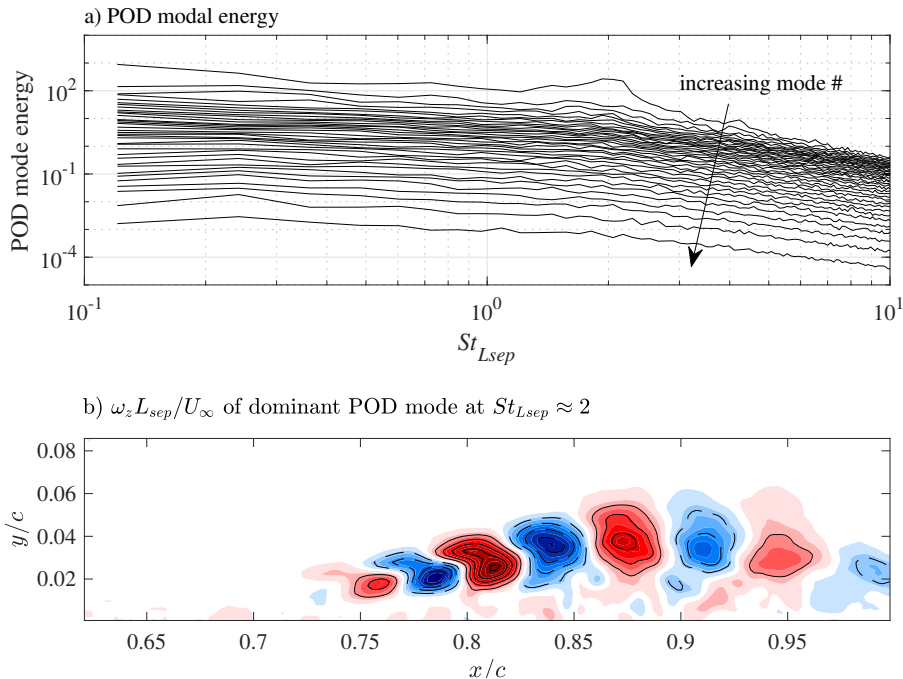 a) POD modal energy
POD mode energy
10^2
10^-1
10^-4
increasing mode #
10^-1 10^0 10^1
St_Lsep
b) ω_z L_sep/U_∞ of dominant POD mode at St_Lsep ≈ 2
y/c
0.08
0.06
0.04
0.02
0.65 0.7 0.75 0.8 0.85 0.9 0.95
x/c